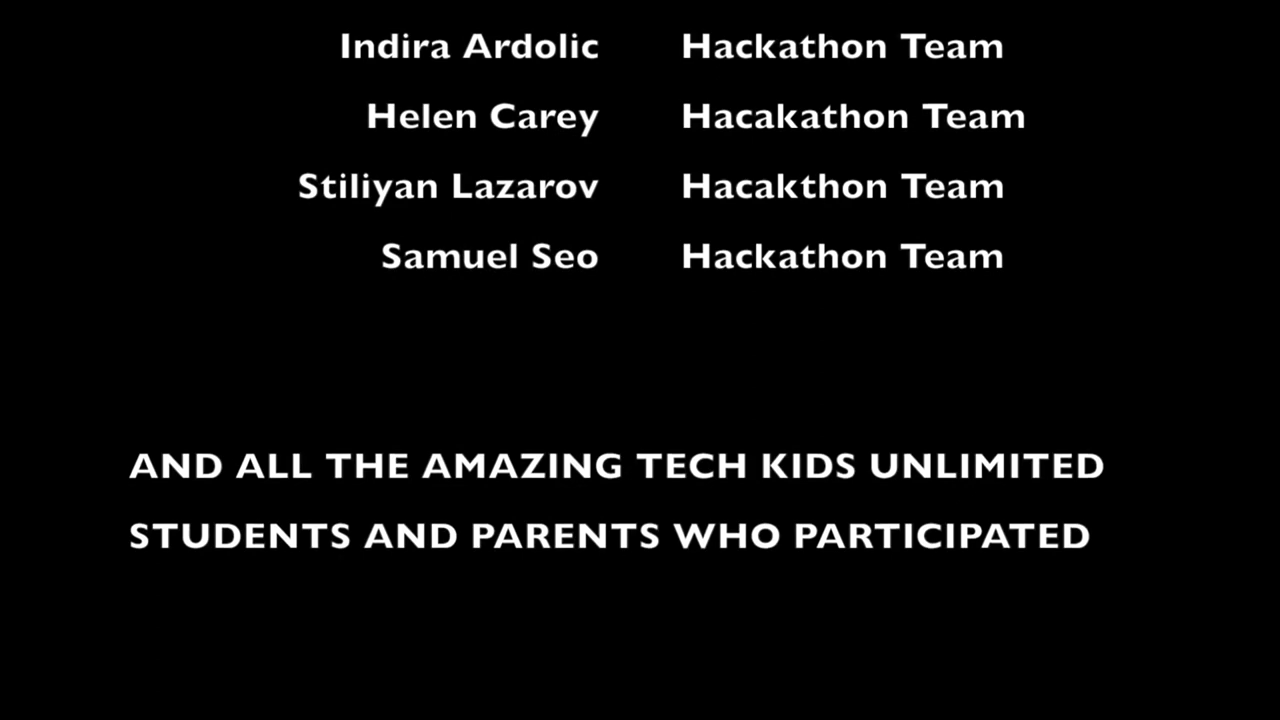 Indira Ardolic Hackathon Team
Helen Carey Hacakathon Team
Stiliyan Lazarov Hacakthon Team
Samuel Seo Hackathon Team
AND ALL THE AMAZING TECH KIDS UNLIMITED
STUDENTS AND PARENTS WHO PARTICIPATED